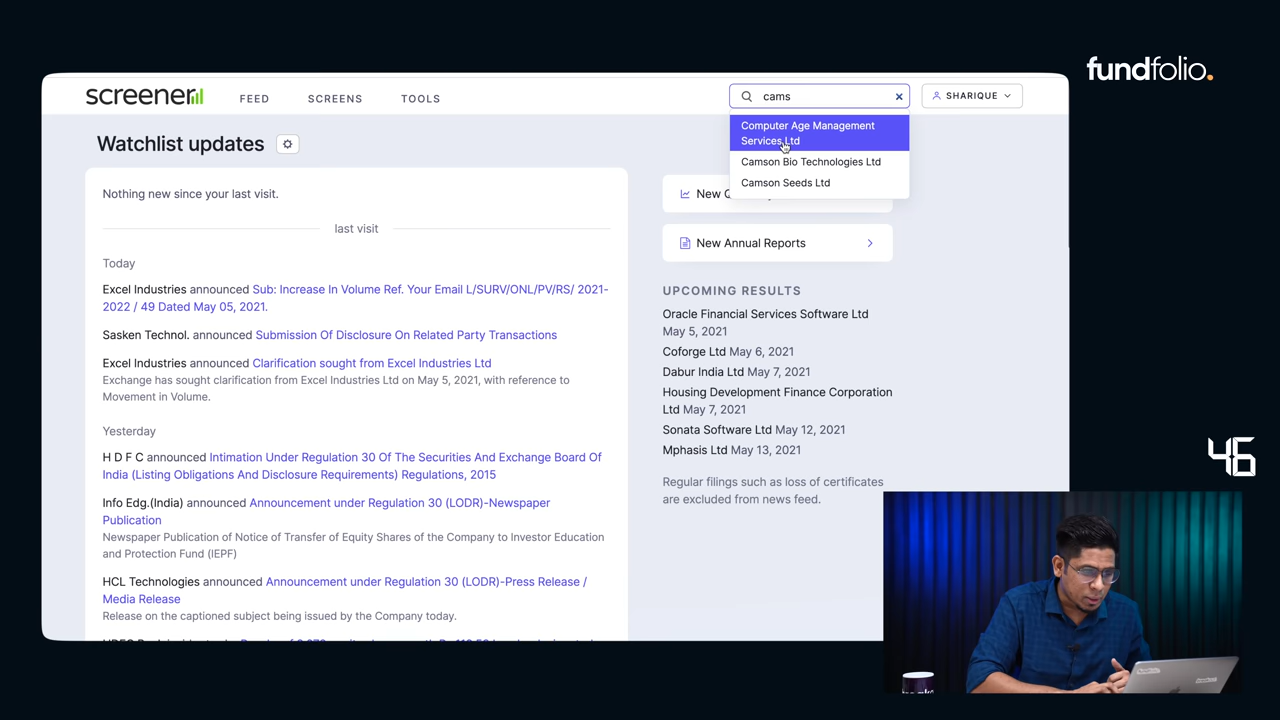 fundfolio.
screener
FEED
SCREENS
TOOLS
cams
SHARIQUE
Computer Age Management
Services Ltd
Camson Bio Technologies Ltd
Camson Seeds Ltd
Watchlist updates
Nothing new since your last visit.
last visit
Today
Excel Industries announced Sub: Increase In Volume Ref. Your Email L/SURV/ONL/PV/RS/ 2021-
2022 / 49 Dated May 05, 2021.
Sasken Technol. announced Submission Of Disclosure On Related Party Transactions
Excel Industries announced Clarification sought from Excel Industries Ltd
Exchange has sought clarification from Excel Industries Ltd on May 5, 2021, with reference to
Movement in Volume.
Yesterday
H D F C announced Intimation Under Regulation 30 Of The Securities And Exchange Board Of
India (Listing Obligations And Disclosure Requirements) Regulations, 2015
Info Edg.(India) announced Announcement under Regulation 30 (LODR)-Newspaper
Publication
Newspaper Publication of Notice of Transfer of Equity Shares of the Company to Investor Education
and Protection Fund (IEPF)
HCL Technologies announced Announcement under Regulation 30 (LODR)-Press Release /
Media Release
Release on the captioned subject being issued by the Company today.
New
New Annual Reports
UPCOMING RESULTS
Oracle Financial Services Software Ltd
May 5, 2021
Coforge Ltd May 6, 2021
Dabur India Ltd May 7, 2021
Housing Development Finance Corporation
Ltd May 7, 2021
Sonata Software Ltd May 12, 2021
Mphasis Ltd May 13, 2021
Regular filings such as loss of certificates
are excluded from news feed.
46